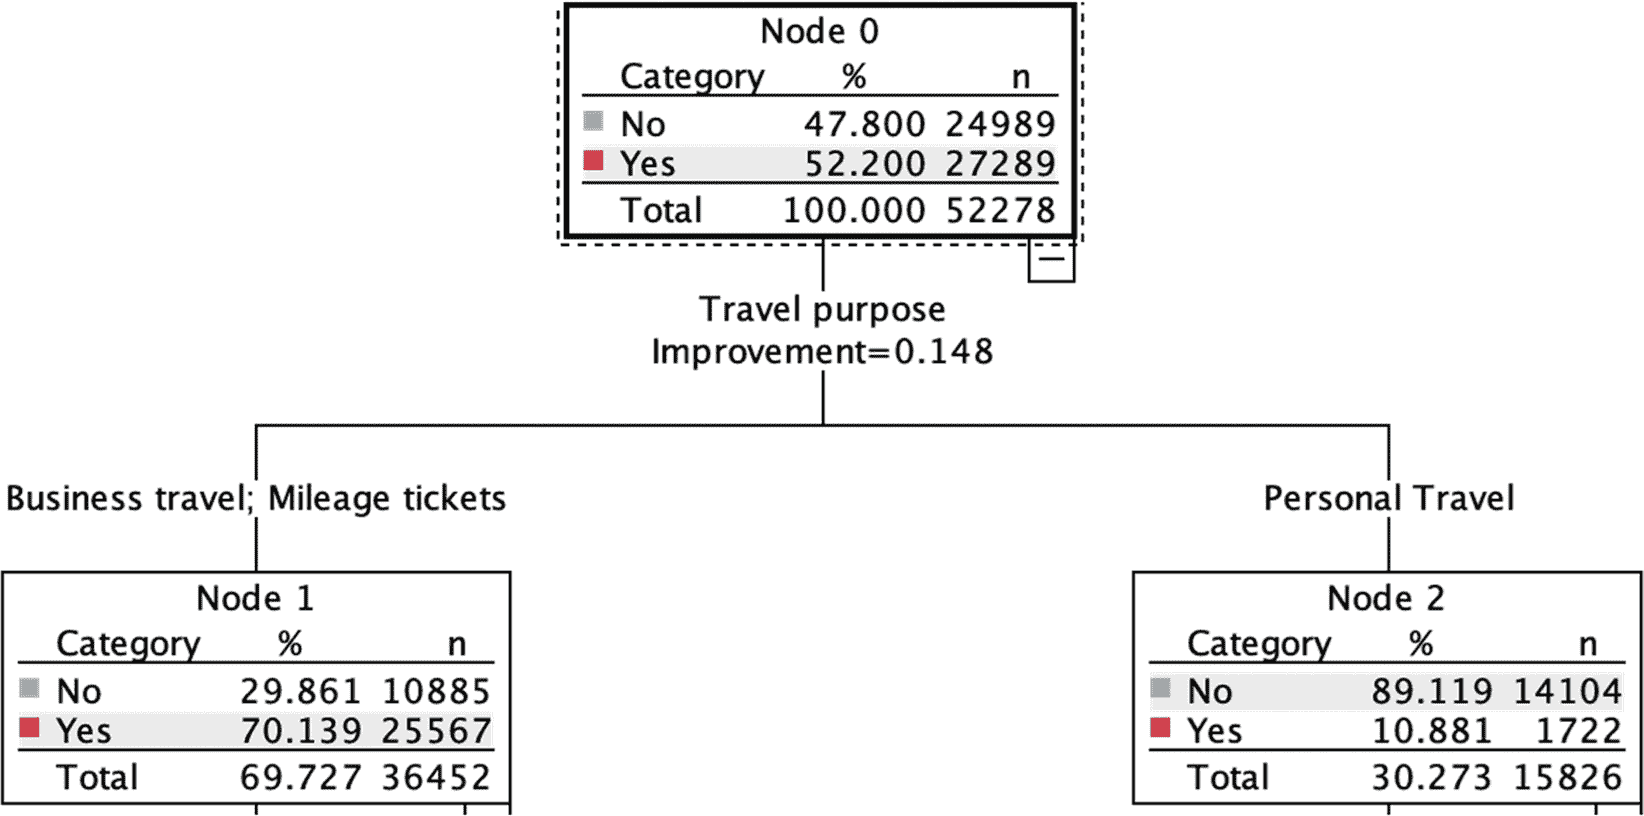 Node 0
Category % n
No 47.800 24989
Yes 52.200 27289
Total 100.000 52278
Travel purpose
Improvement=0.148
Business travel; Mileage tickets
Personal Travel
Node 1
Category % n
No 29.861 10885
Yes 70.139 25567
Total 69.727 36452
Node 2
Category % n
No 89.119 14104
Yes 10.881 1722
Total 30.273 15826